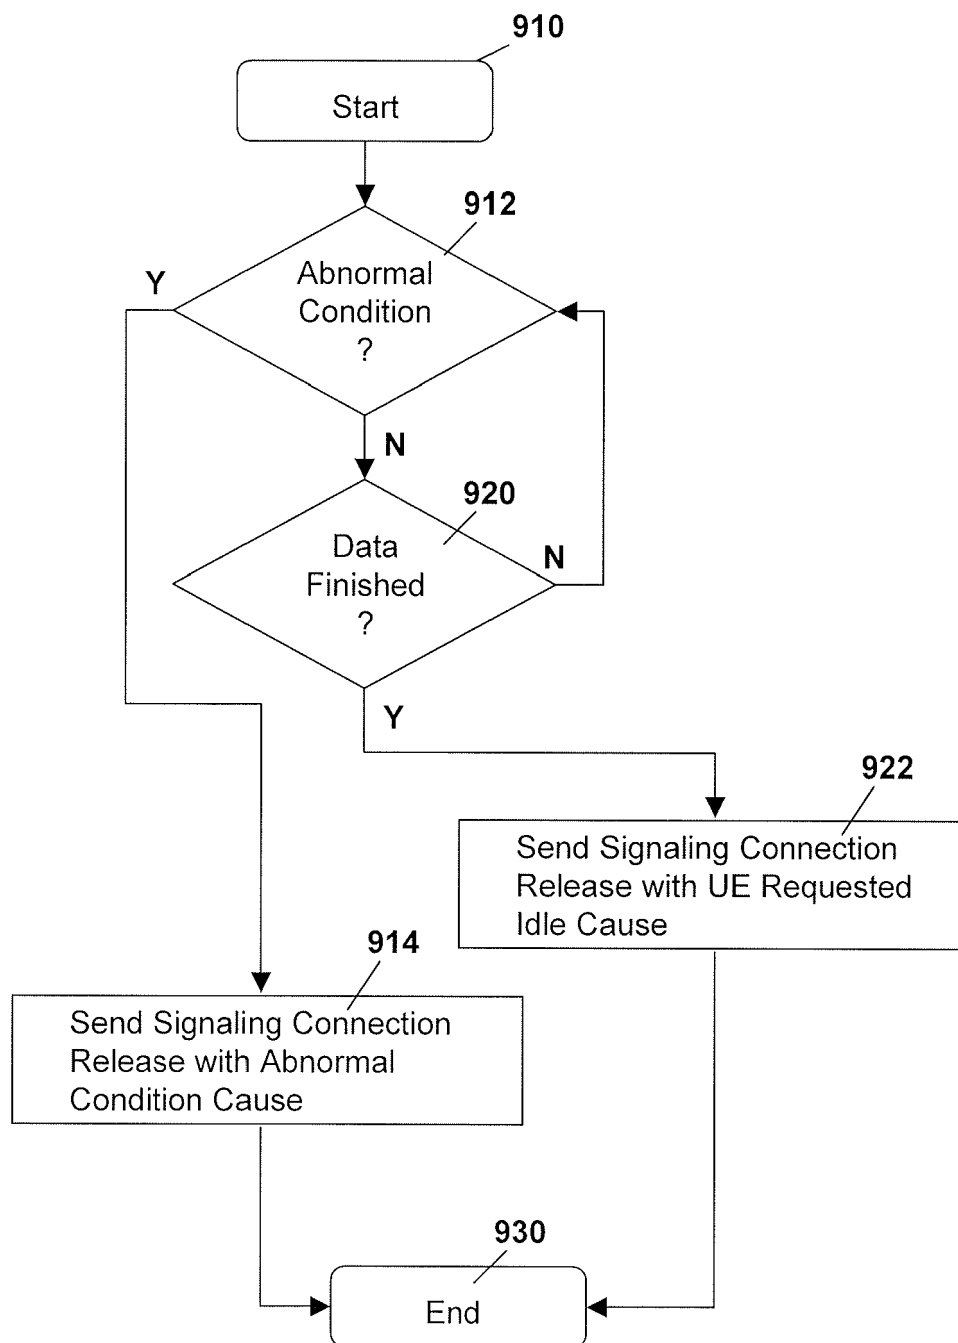 910
Start
912
Y
Abnormal
Condition
?
N
920
Data
Finished
?
N
Y
922
Send Signaling Connection
Release with UE Requested
Idle Cause
914
Send Signaling Connection
Release with Abnormal
Condition Cause
930
End